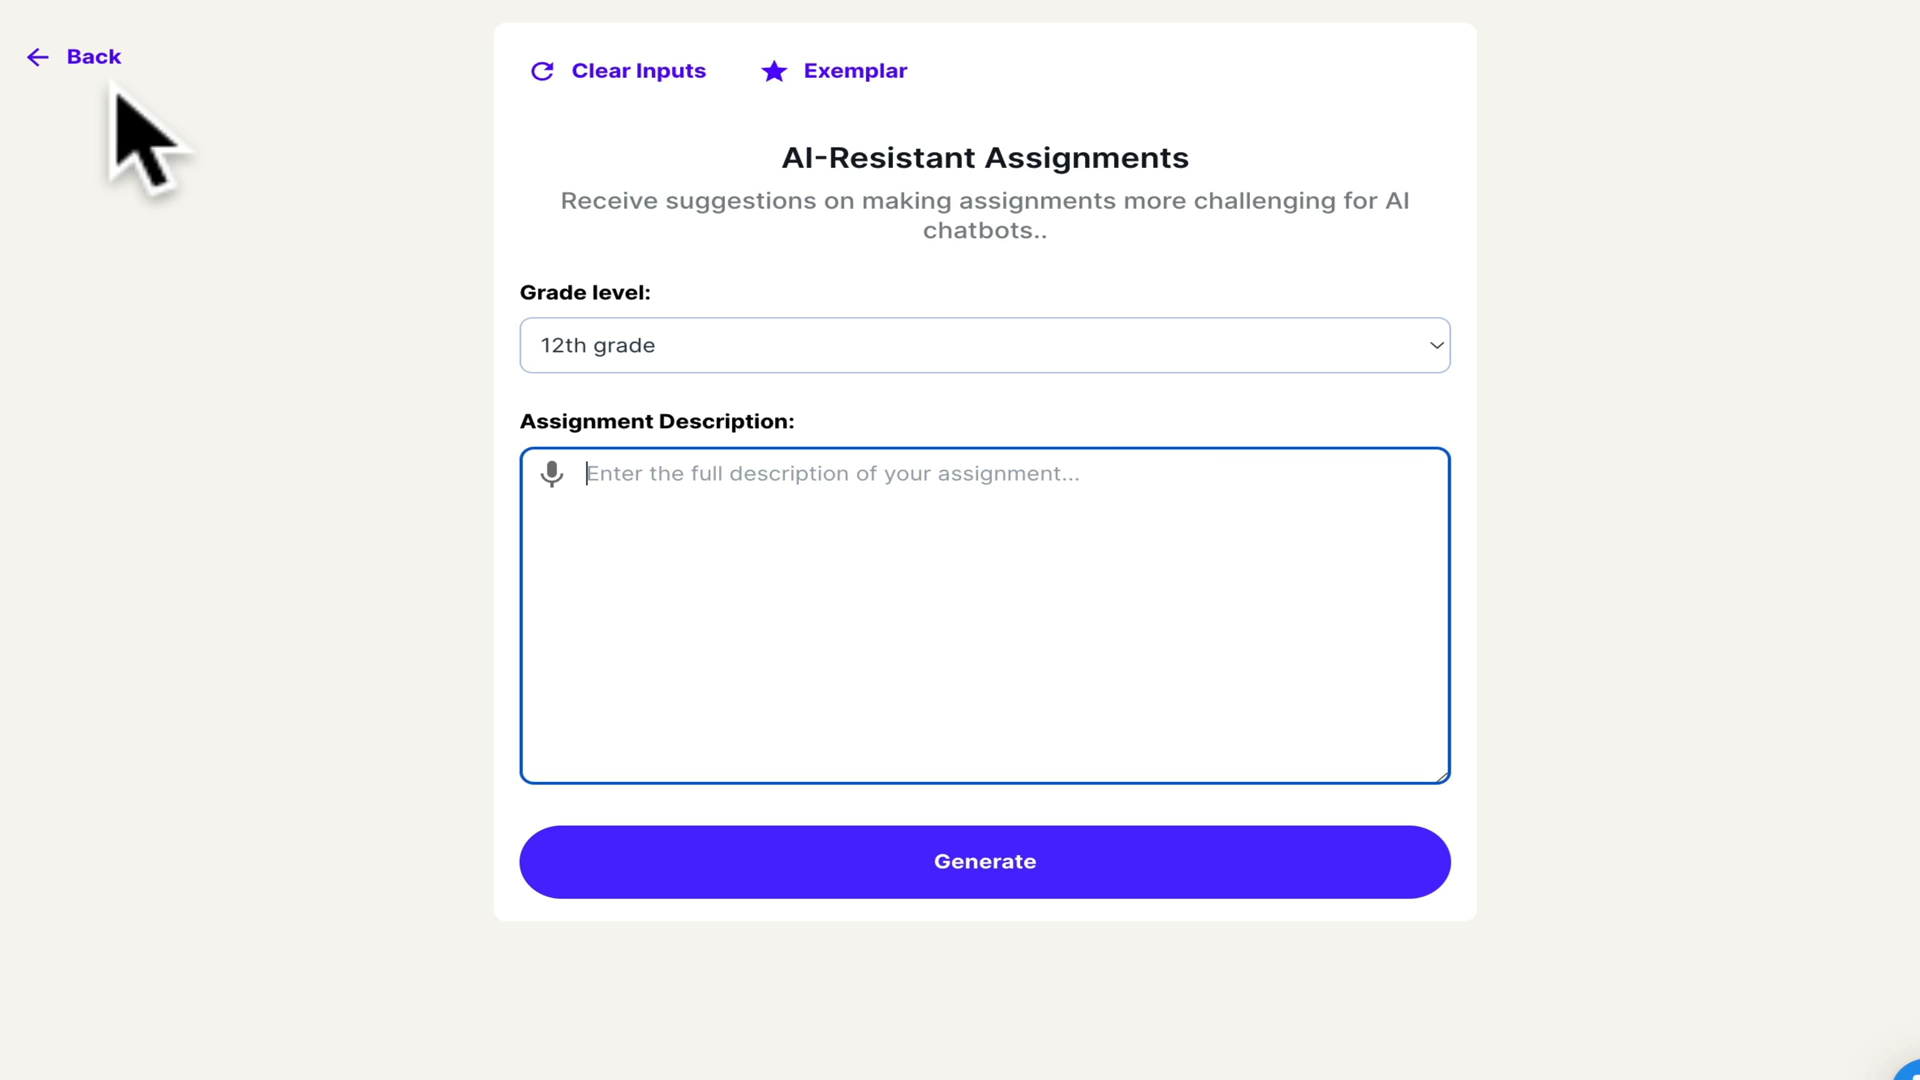 Back
Clear Inputs
Exemplar
AI-Resistant Assignments
Receive suggestions on making assignments more challenging for AI
chatbots..
Grade level:
12th grade
Assignment Description:
Enter the full description of your assignment...
Generate